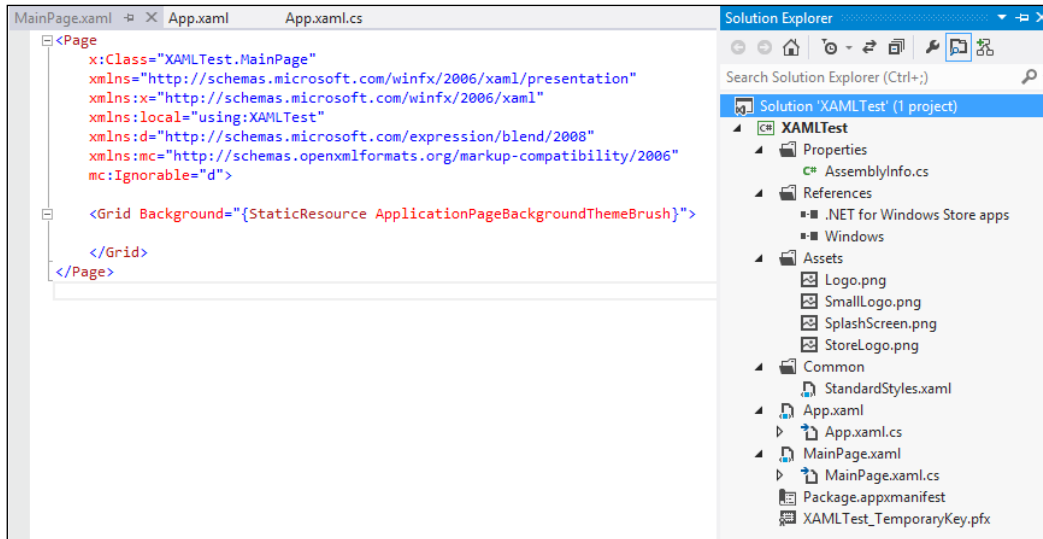 MainPage.xaml App.xaml App.xaml.cs
<Page
x:Class="XAMLTest.MainPage"
xmlns="http://schemas.microsoft.com/winfx/2006/xaml/presentation"
xmlns:x="http://schemas.microsoft.com/winfx/2006/xaml"
xmlns:local="using:XAMLTest"
xmlns:d="http://schemas.microsoft.com/expression/blend/2008"
xmlns:mc="http://schemas.openxmlformats.org/markup-compatibility/2006"
mc:Ignorable="d">
<Grid Background="{StaticResource ApplicationPageBackgroundThemeBrush}">
</Grid>
</Page>
Solution Explorer
Search Solution Explorer (Ctrl+;)
Solution 'XAMLTest' (1 project)
C# XAMLTest
Properties
C# AssemblyInfo.cs
References
.NET for Windows Store apps
Windows
Assets
Logo.png
SmallLogo.png
SplashScreen.png
StoreLogo.png
Common
StandardStyles.xaml
App.xaml
App.xaml.cs
MainPage.xaml
MainPage.xaml.cs
Package.appxmanifest
XAMLTest_TemporaryKey.pfx